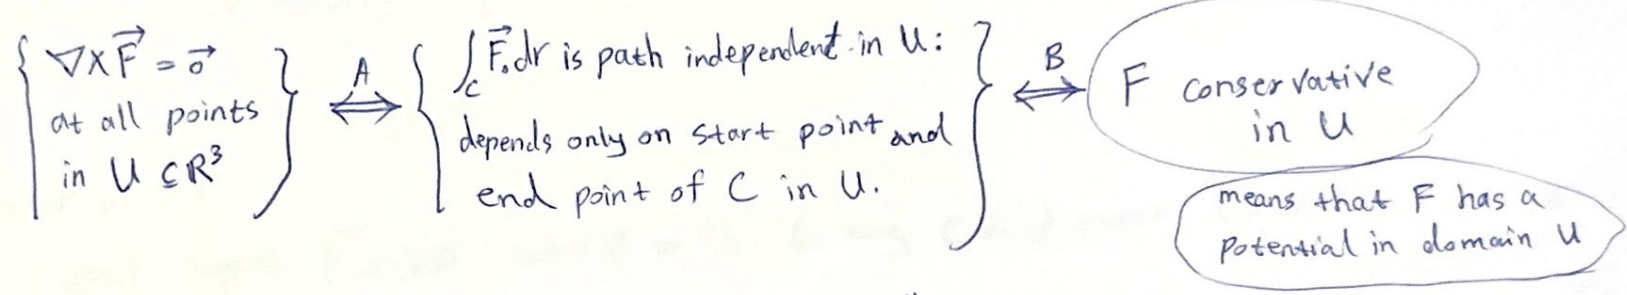 ∇×F⃗ = o⃗
at all points
in U ⊆ R³
A
⟺
∫_C F⃗.dr is path independent in U:
depends only on start point and
end point of C in U.
B
⟺
F conservative
in U
means that F has a
potential in domain U